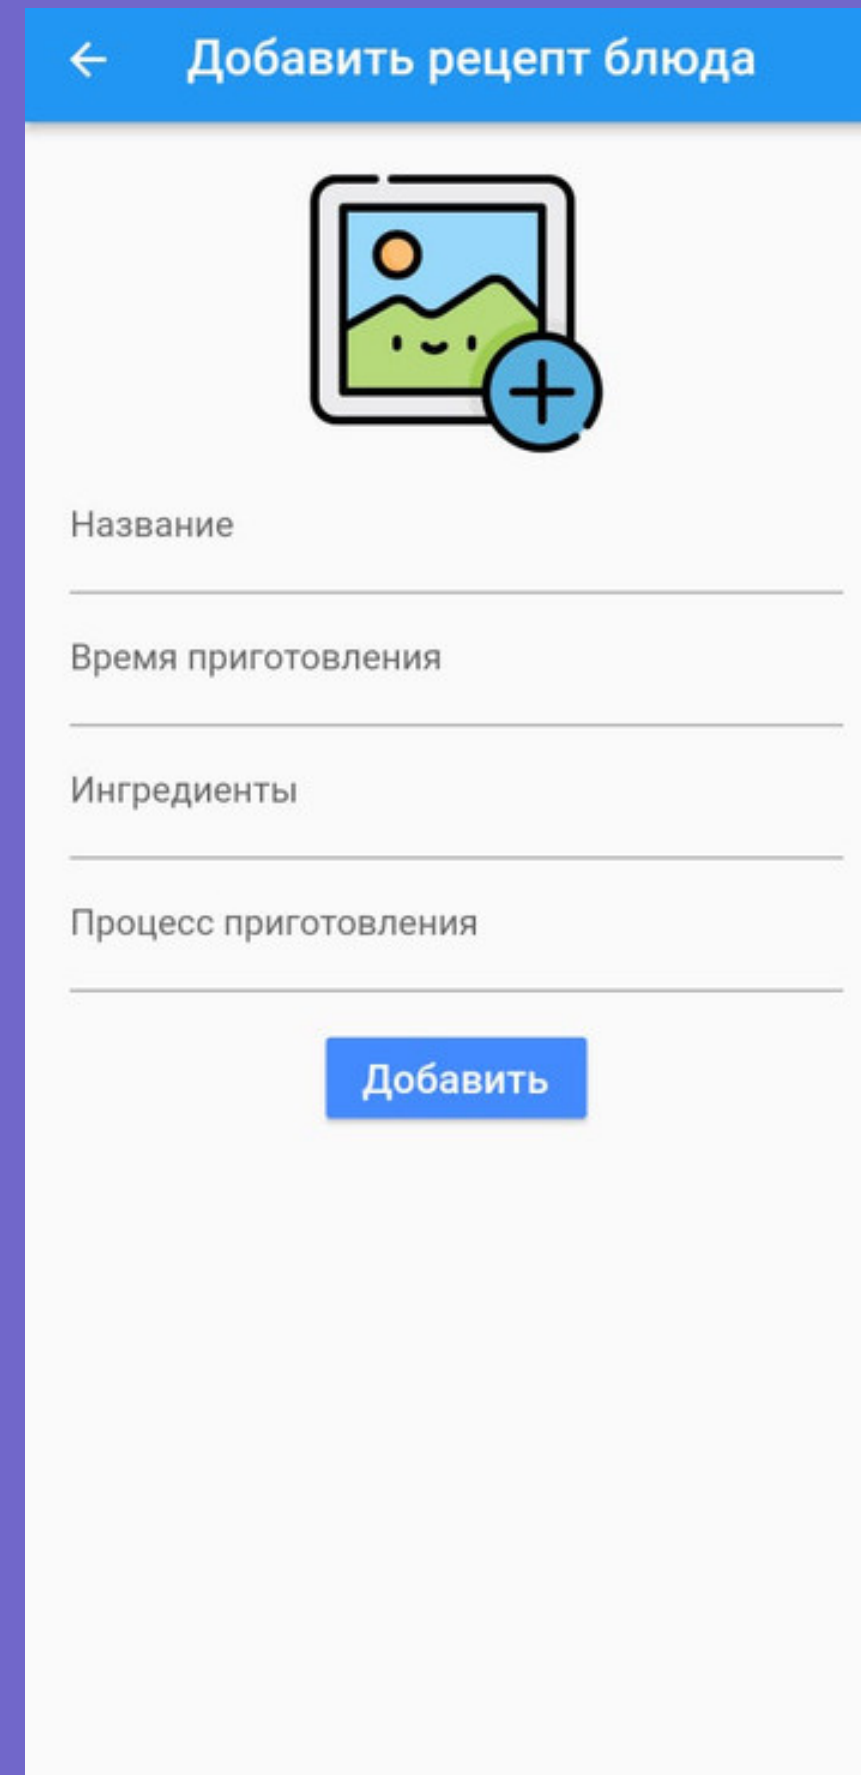 Добавить рецепт блюда
Название
Время приготовления
Ингредиенты
Процесс приготовления
Добавить